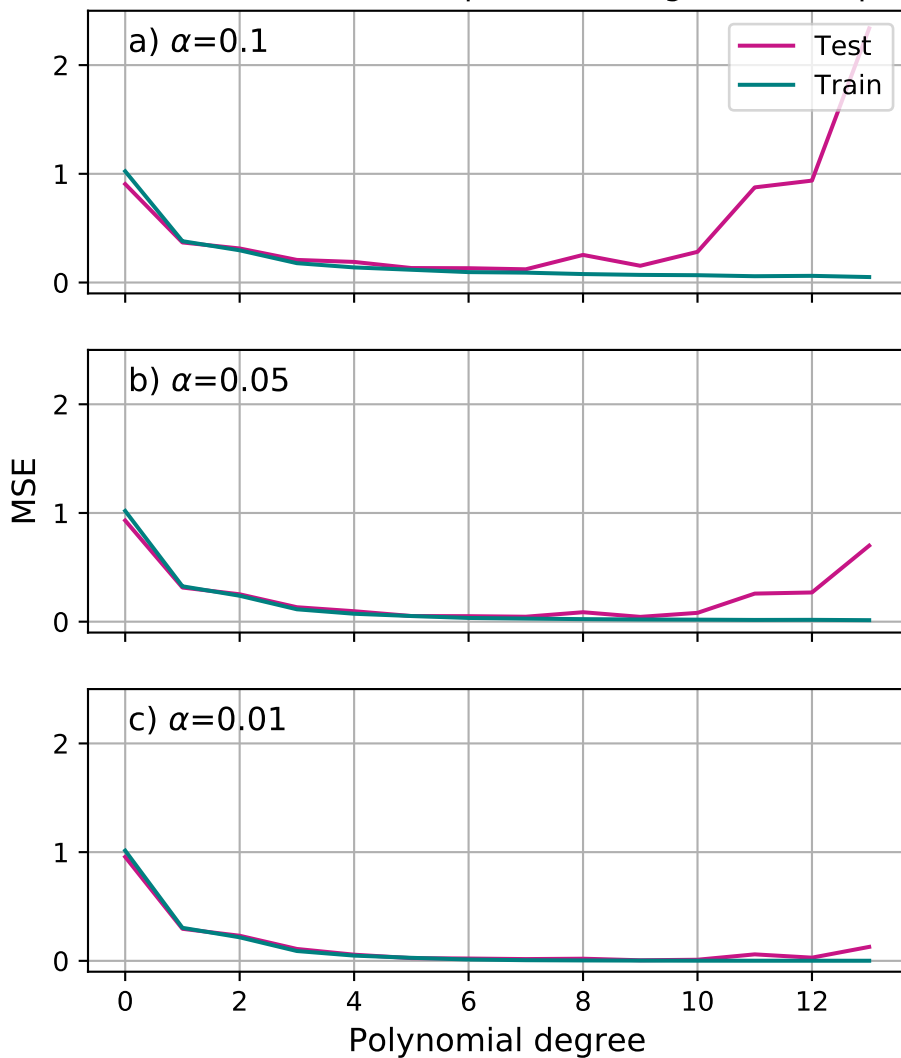 a) α=0.1
Test
Train
2
1
0
b) α=0.05
2
1
0
MSE
c) α=0.01
2
1
0
0 2 4 6 8 10 12
Polynomial degree